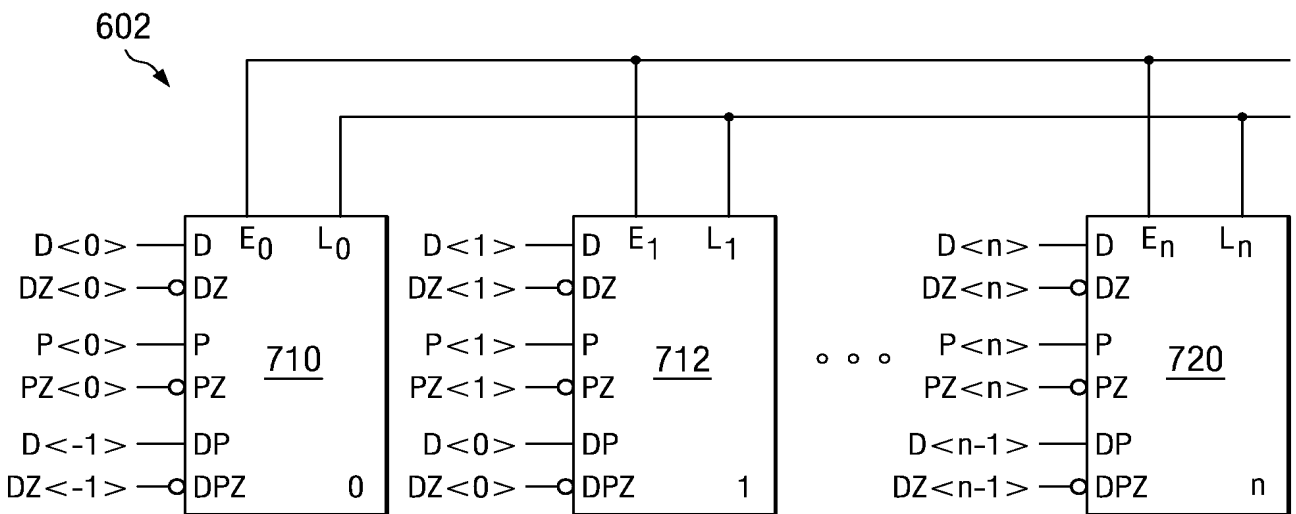 602
D<0> D E₀ L₀
DZ<0> DZ
P<0> P
PZ<0> PZ
710
D<-1> DP
DZ<-1> DPZ 0
D<1> D E₁ L₁
DZ<1> DZ
P<1> P
PZ<1> PZ
712
D<0> DP
DZ<0> DPZ 1
D<n> D Eₙ Lₙ
DZ<n> DZ
P<n> P
PZ<n> PZ
720
D<n-1> DP
DZ<n-1> DPZ n